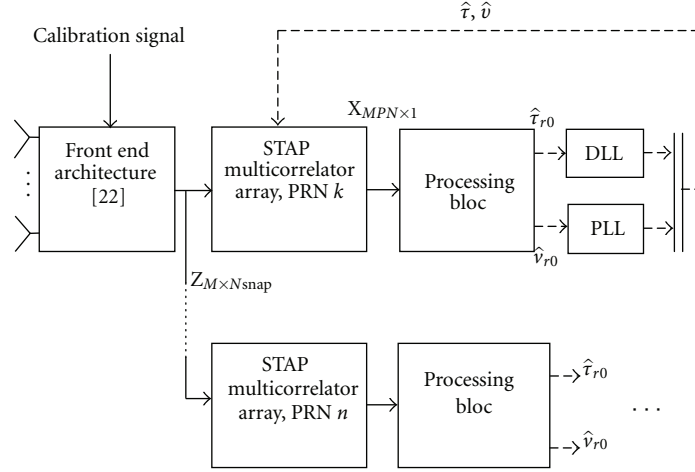 τ̂, υ̂
Calibration signal
X_{MPN×1}
τ̂_{r0}
Front end
architecture
[22]
STAP
multicorrelator
array, PRN k
Processing
bloc
DLL
PLL
ν̂_{r0}
Z_{M×Nsnap}
STAP
multicorrelator
array, PRN n
Processing
bloc
τ̂_{r0}
. . .
ν̂_{r0}